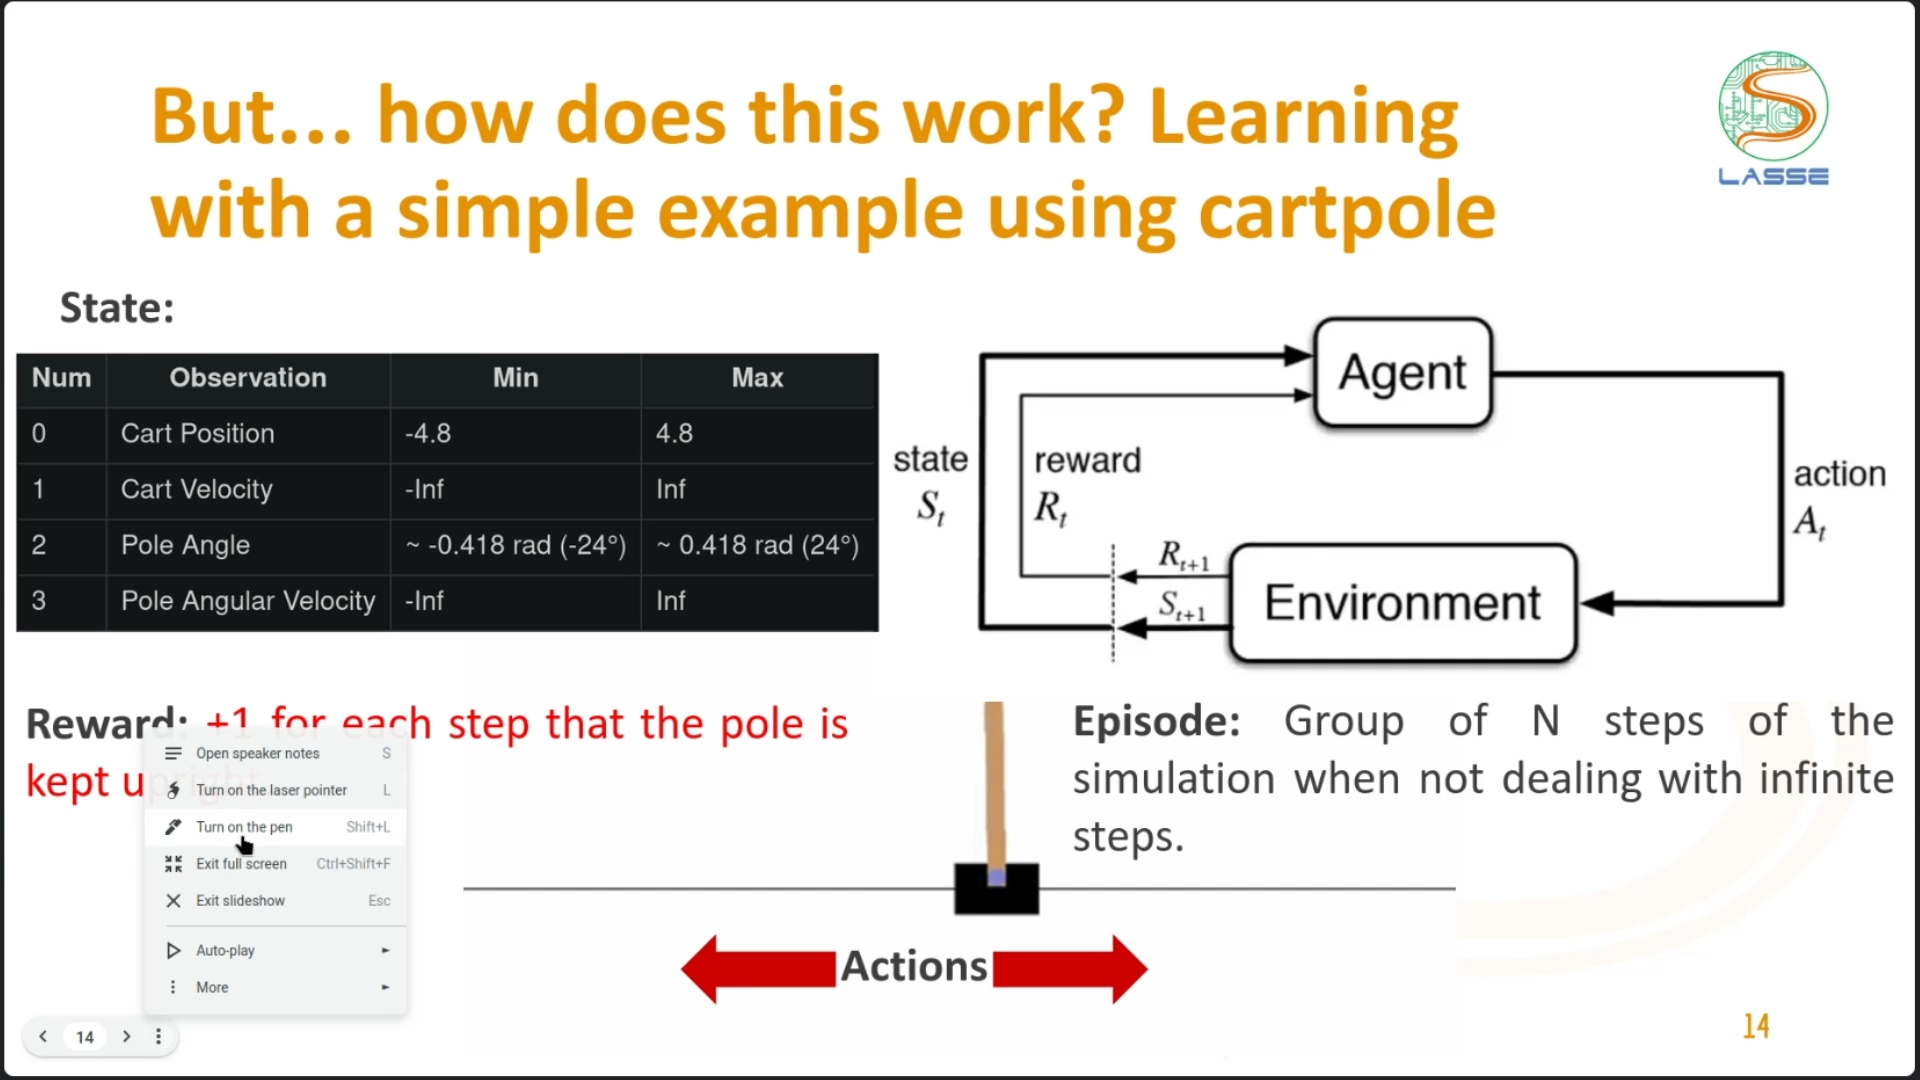 But... how does this work? Learning
with a simple example using cartpole
LASSE
State:
Num Observation Min Max
0 Cart Position -4.8 4.8
1 Cart Velocity -Inf Inf
2 Pole Angle ~ -0.418 rad (-24°) ~ 0.418 rad (24°)
3 Pole Angular Velocity -Inf Inf
Agent
state
S_t
reward
R_t
action
A_t
R_{t+1}
S_{t+1}
Environment
Reward: +1 for each step that the pole is
kept upright
Open speaker notes S
Turn on the laser pointer L
Turn on the pen Shift+L
Exit full screen Ctrl+Shift+F
Exit slideshow Esc
Auto-play
More
Episode: Group of N steps of the
simulation when not dealing with infinite
steps.
Actions
14
14